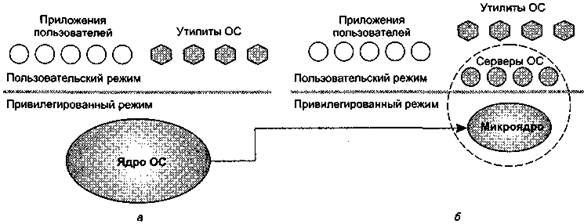 Приложения
пользователей
Утилиты ОС
Пользовательский режим
Привилегированный режим
Ядро ОС
а
Утилиты ОС
Приложения
пользователей
Серверы ОС
Пользовательский режим
Привилегированный режим
Микроядро
б